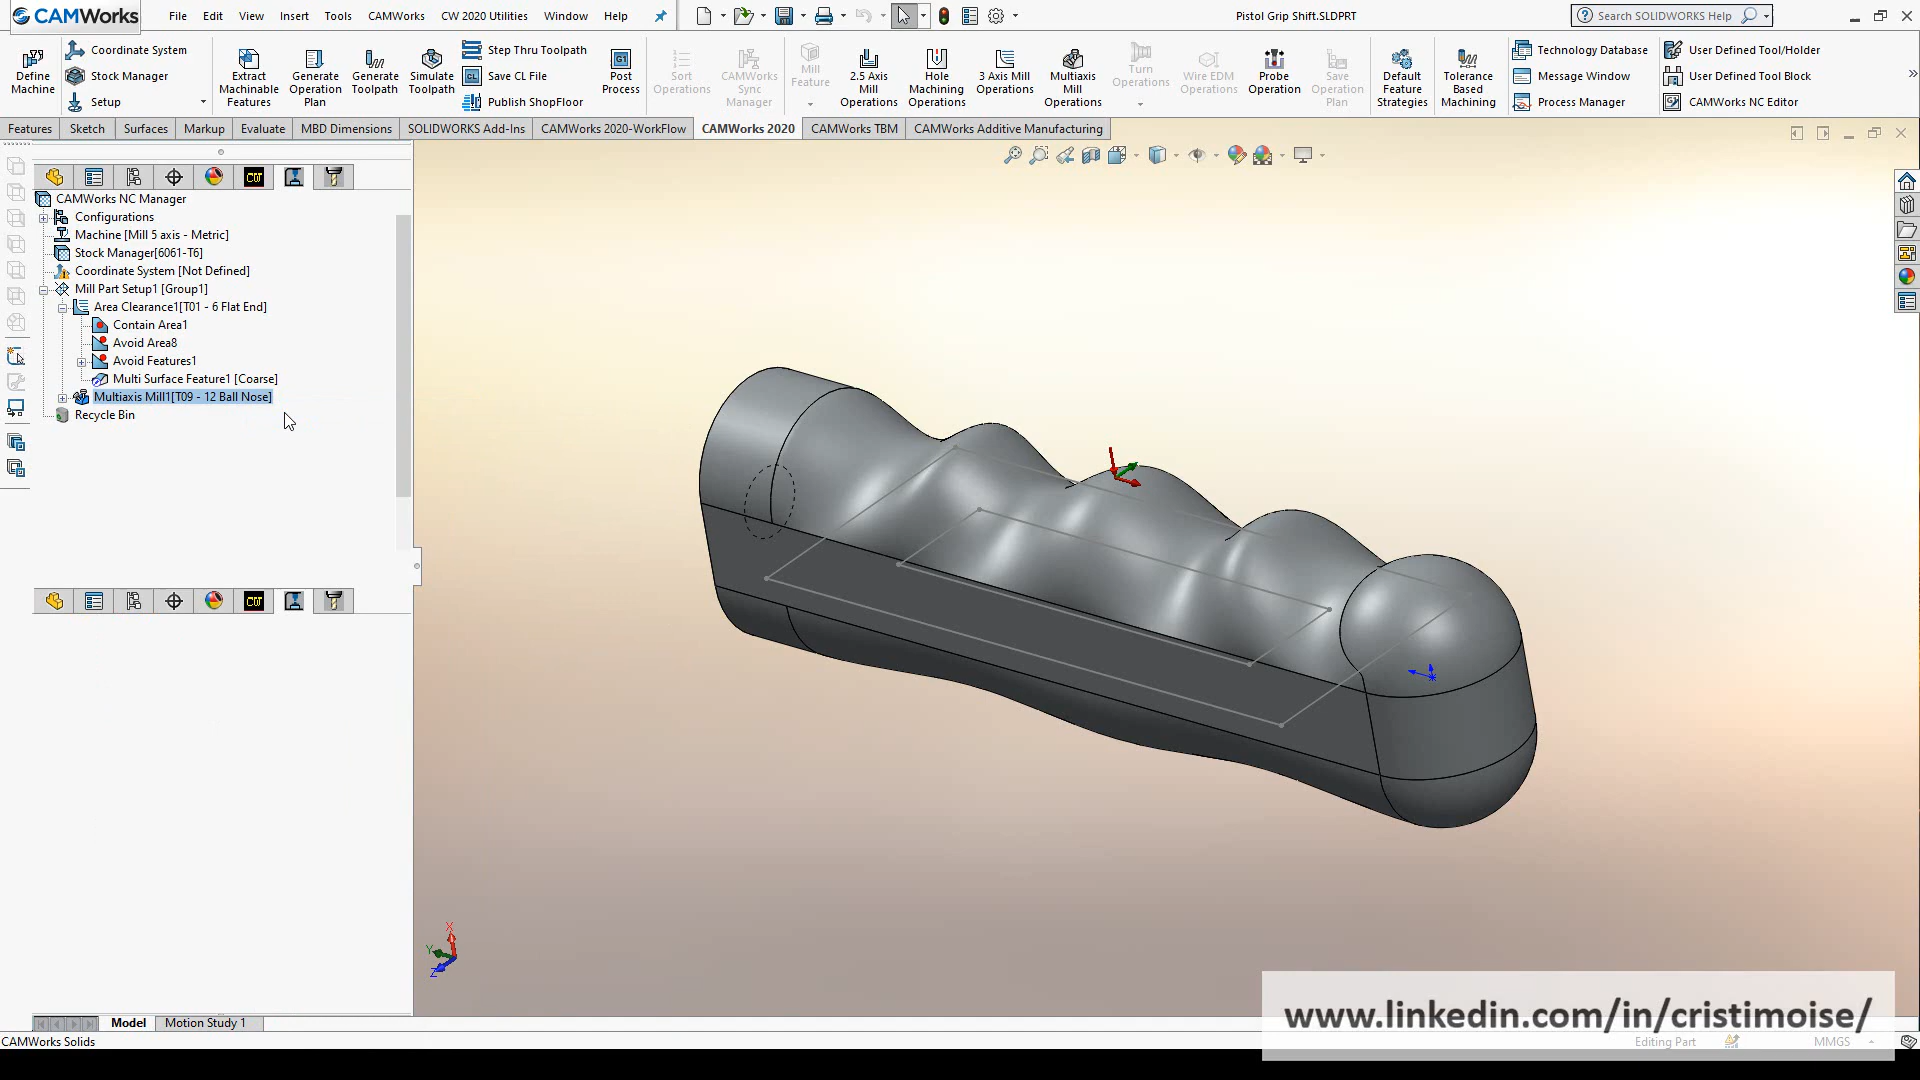 CAMWorks
File Edit View Insert Tools CAMWorks CW 2020 Utilities Window Help
Pistol Grip Shift.SLDPRT
Search SOLIDWORKS Help
Define Machine
Coordinate System
Stock Manager
Setup
Extract Machinable Features
Generate Operation Plan
Generate Toolpath
Simulate Toolpath
Step Thru Toolpath
Save CL File
Publish ShopFloor
G1
CL
Post Process
Sort Operations
CAMWorks Sync Manager
Mill Feature
2.5 Axis Mill Operations
Hole Machining Operations
3 Axis Mill Operations
Multiaxis Mill Operations
Turn Operations
Wire EDM Operations
Probe Operation
Save Operation Plan
Default Feature Strategies
Tolerance Based Machining
Technology Database
Message Window
Process Manager
User Defined Tool/Holder
User Defined Tool Block
CAMWorks NC Editor
Features Sketch Surfaces Markup Evaluate MBD Dimensions SOLIDWORKS Add-Ins CAMWorks 2020-WorkFlow CAMWorks 2020 CAMWorks TBM CAMWorks Additive Manufacturing
CW
CAMWorks NC Manager
Configurations
Machine [Mill 5 axis - Metric]
Stock Manager[6061-T6]
Coordinate System [Not Defined]
Mill Part Setup1 [Group1]
Area Clearance1[T01 - 6 Flat End]
Contain Area1
Avoid Area8
Avoid Features1
Multi Surface Feature1 [Coarse]
Multiaxis Mill1[T09 - 12 Ball Nose]
Recycle Bin
CW
X
Y
Z
www.linkedin.com/in/cristimoise/
Model Motion Study 1
CAMWorks Solids
Editing Part
MMGS